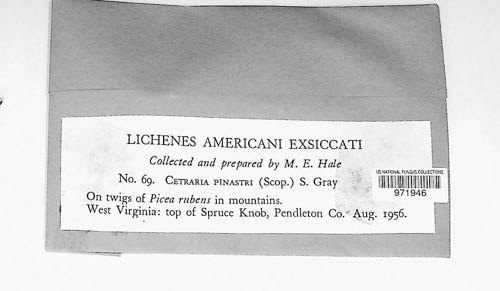 LICHENES AMERICANI EXSICCATI
Collected and prepared by M. E. Hale
No. 69. CETRARIA PINASTRI (Scop.) S. Gray
On twigs of Picea rubens in mountains.
West Virginia: top of Spruce Knob, Pendleton Co. Aug. 1956.
US NATIONAL FUNGUS COLLECTIONS
971946